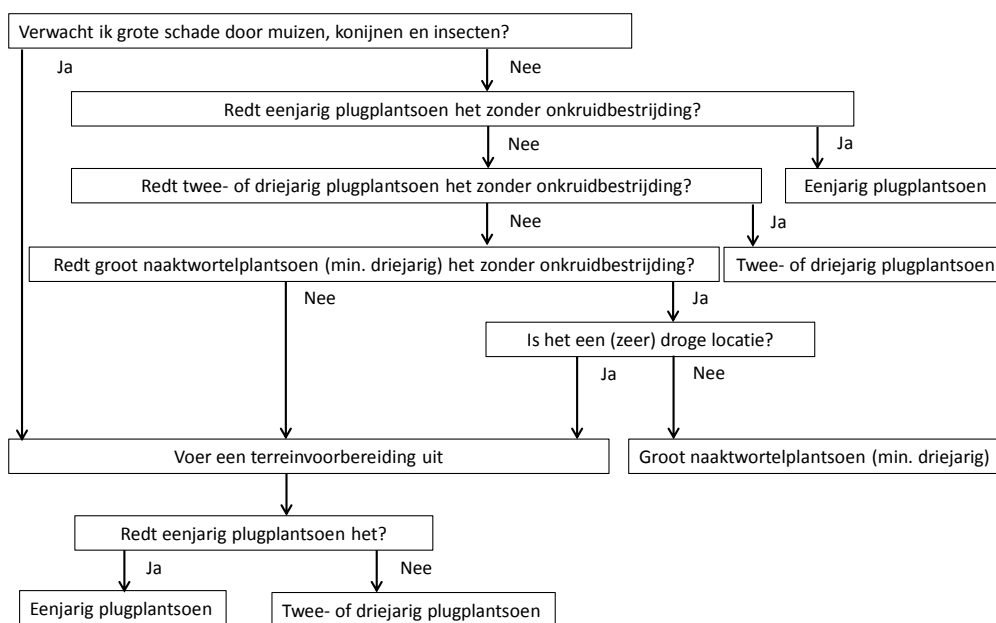 Verwacht ik grote schade door muizen, konijnen en insecten?
Ja
Nee
Redt eenjarig plugplantsoen het zonder onkruidbestrijding?
Nee
Ja
Redt twee- of driejarig plugplantsoen het zonder onkruidbestrijding?
Eenjarig plugplantsoen
Nee
Ja
Redt groot naaktwortelplantsoen (min. driejarig) het zonder onkruidbestrijding?
Twee- of driejarig plugplantsoen
Nee
Ja
Is het een (zeer) droge locatie?
Ja
Nee
Voer een terreinvoorbereiding uit
Groot naaktwortelplantsoen (min. driejarig)
Redt eenjarig plugplantsoen het?
Ja
Nee
Eenjarig plugplantsoen
Twee- of driejarig plugplantsoen